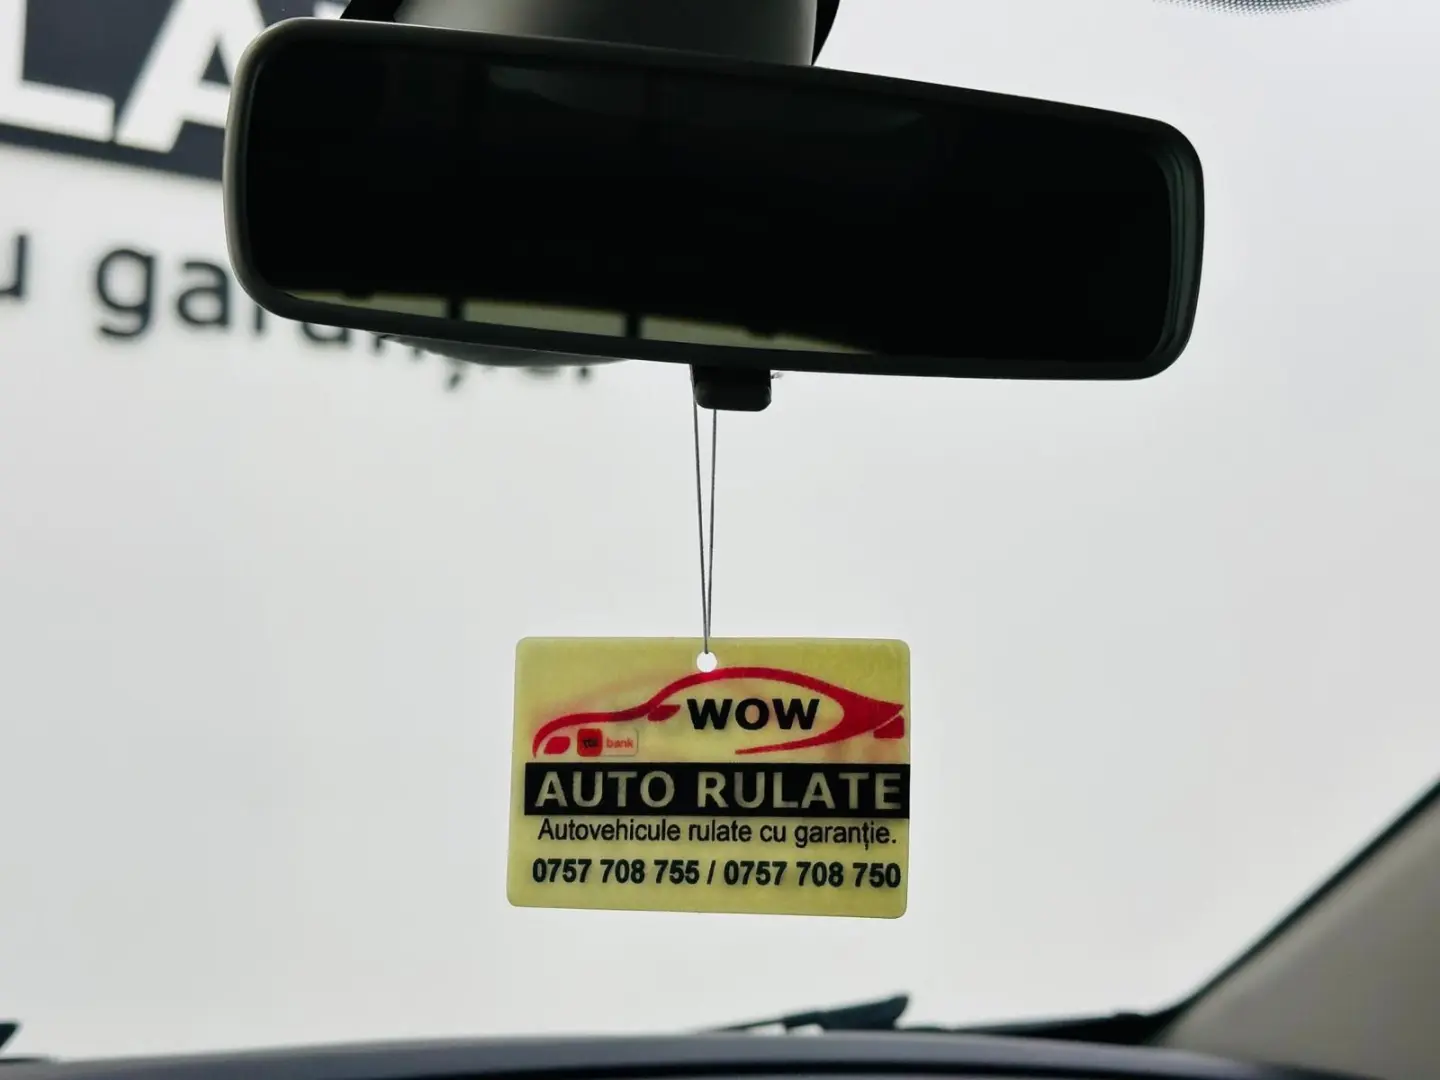 WOW
bank
AUTO RULATE
Autovehicule rulate cu garanție.
0757 708 755 / 0757 708 750